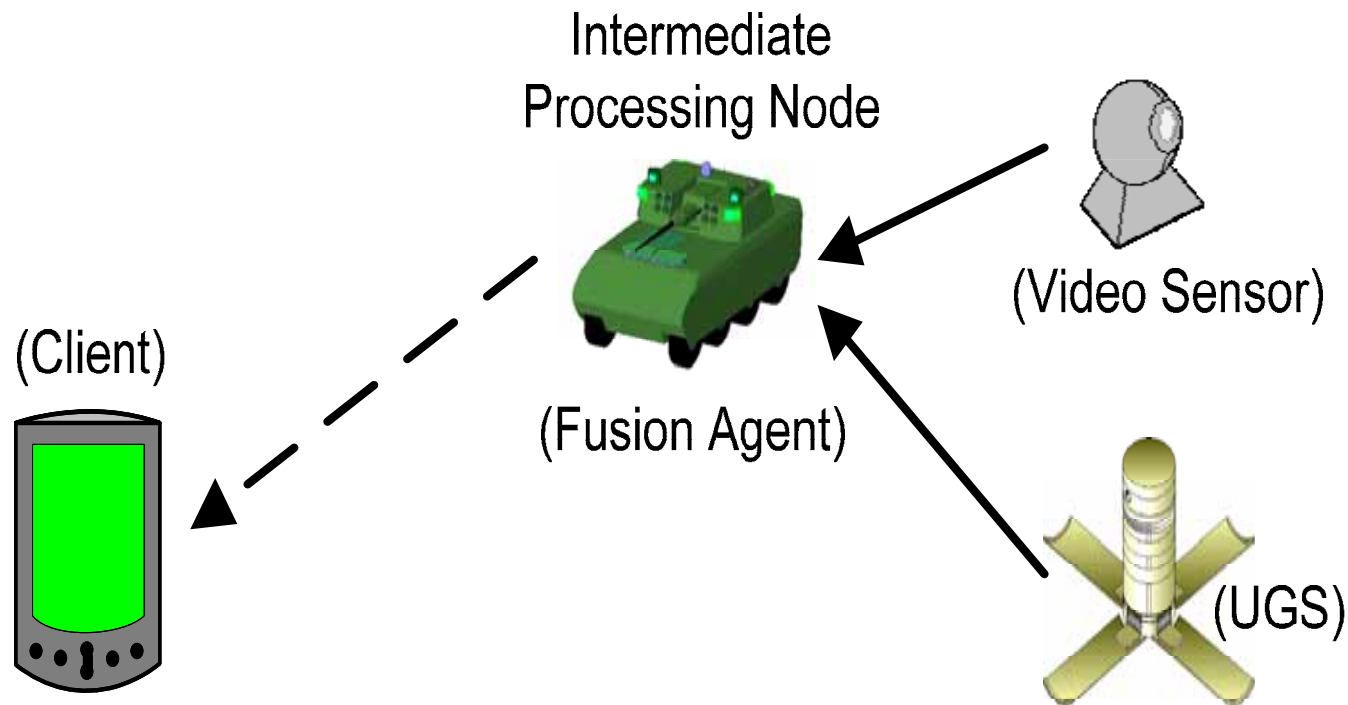 Intermediate
Processing Node
(Video Sensor)
(Client)
(Fusion Agent)
(UGS)